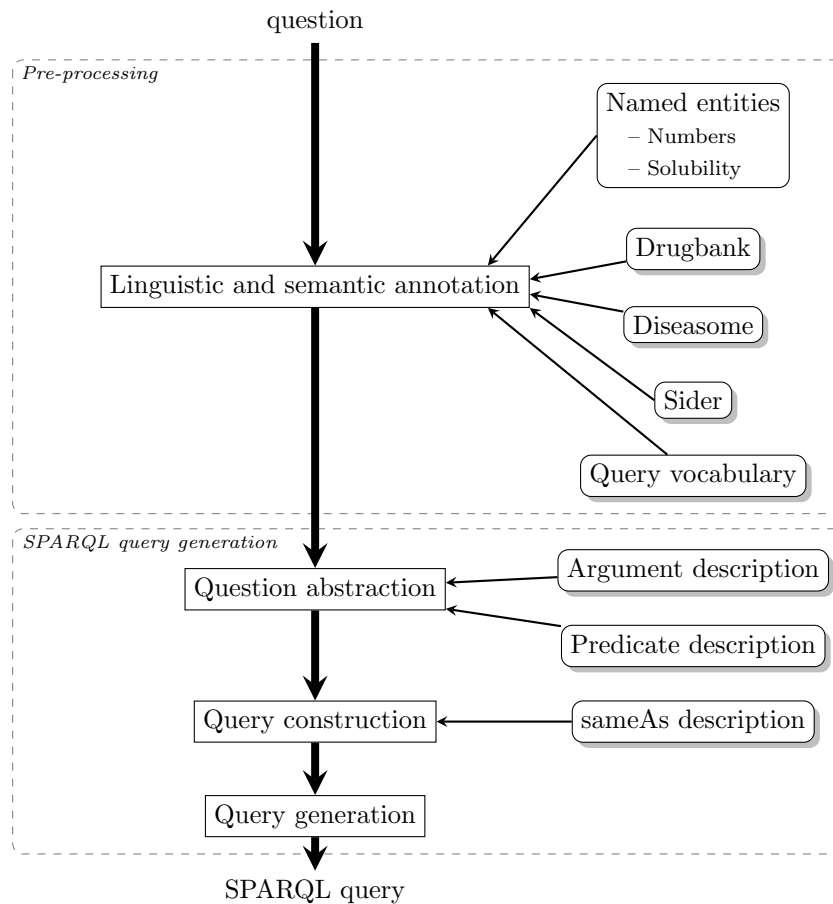 question
Pre-processing
Named entities
– Numbers
– Solubility
Drugbank
Linguistic and semantic annotation
Diseasome
Sider
Query vocabulary
SPARQL query generation
Argument description
Question abstraction
Predicate description
Query construction
sameAs description
Query generation
SPARQL query